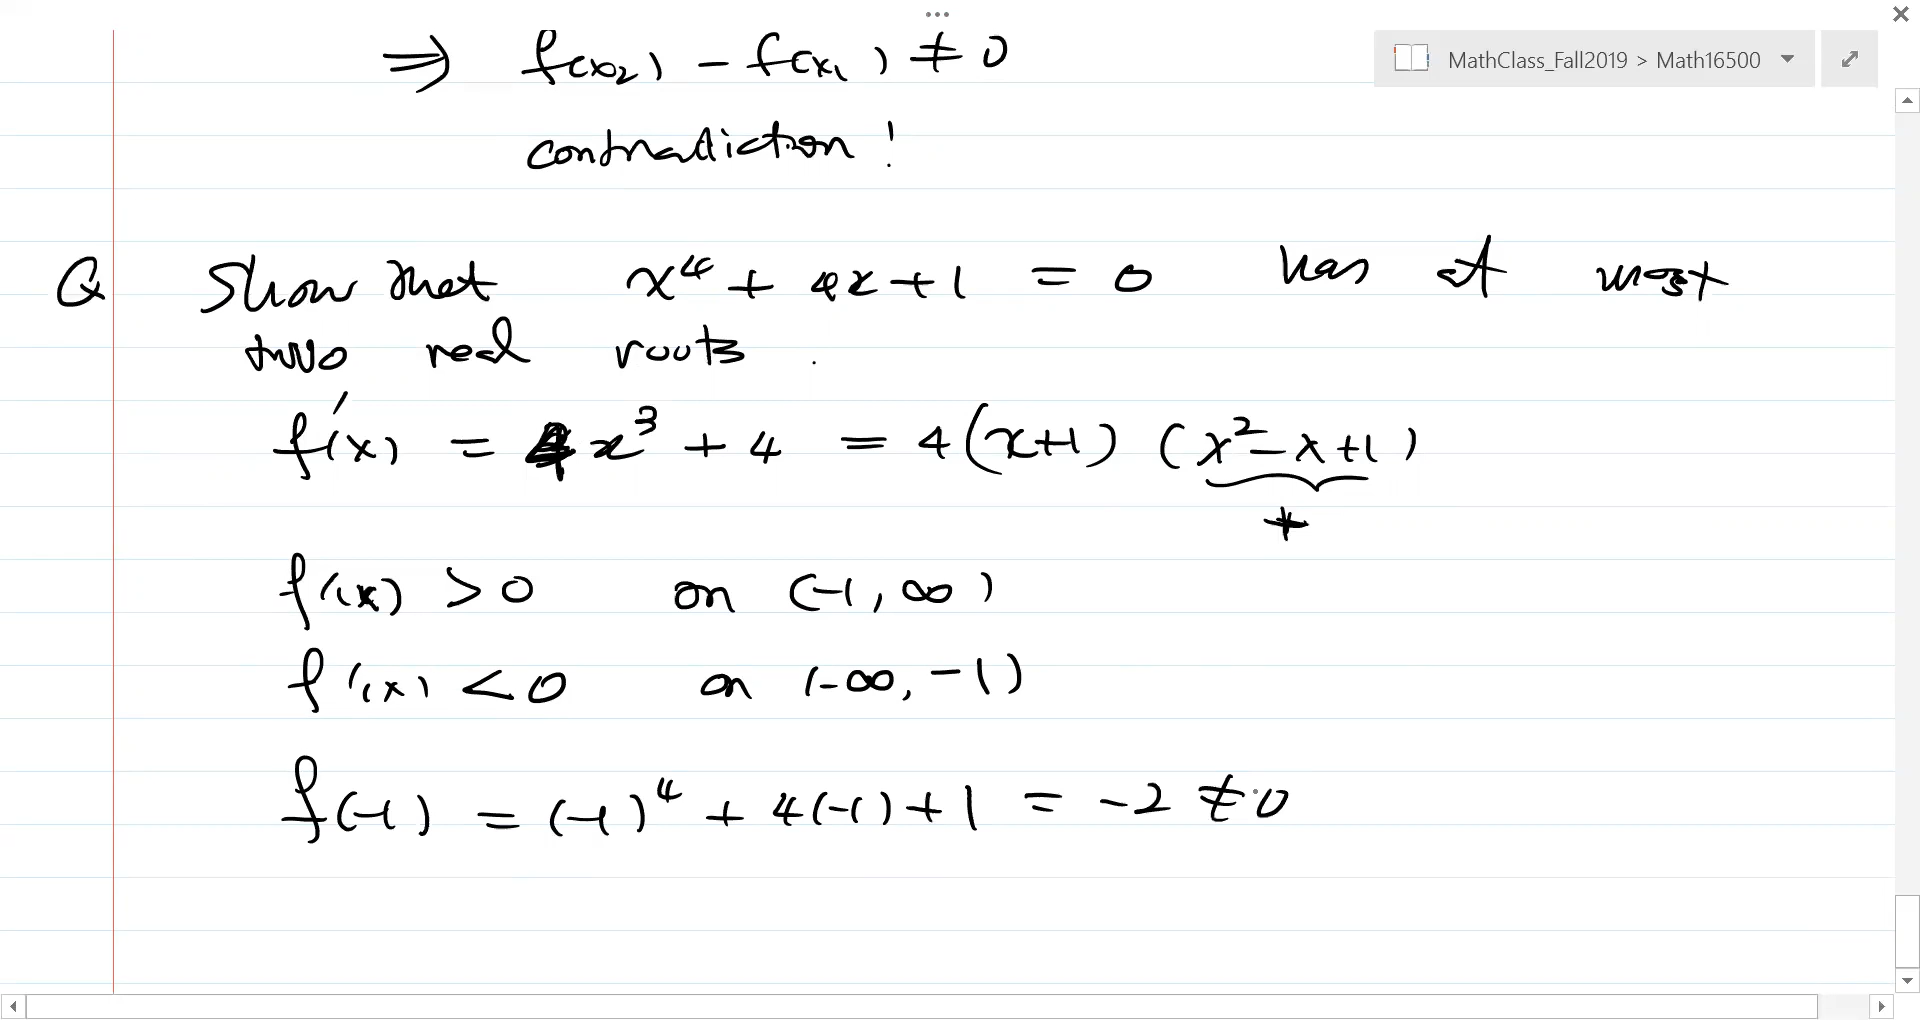 ⇒ f(x₂) - f(x₁) ≠ 0
MathClass_Fall2019 > Math16500
contradiction!
Q Show that x⁴ + 4x + 1 = 0 has at most
two real roots.
f'(x) = 4x³ + 4 = 4(x+1)(x²-x+1)
+
f'(x) > 0 on (-1, ∞)
f'(x) < 0 on (-∞, -1)
f(-1) = (-1)⁴ + 4(-1) + 1 = -2 ≠ 0